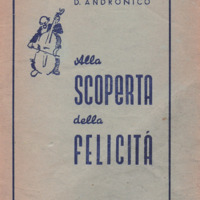 D. ANDRONICO
Alla
SCOPERTA
della
FELICITÁ